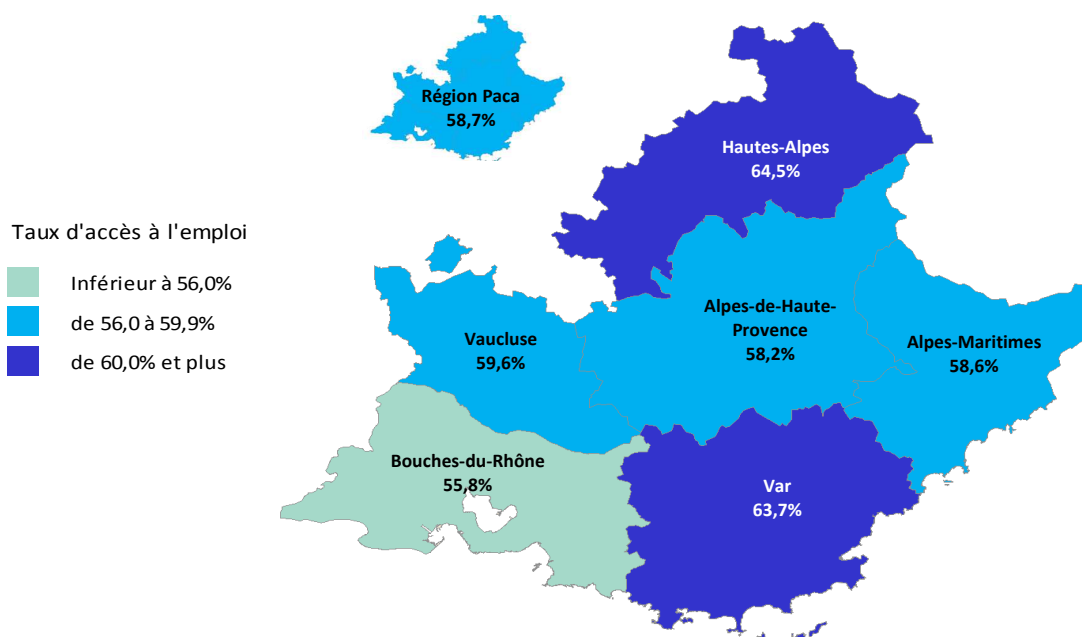 Région Paca
58,7%
Hautes-Alpes
64,5%
Taux d'accès à l'emploi
Inférieur à 56,0%
de 56,0 à 59,9%
de 60,0% et plus
Vaucluse
59,6%
Alpes-de-Haute-
Provence
58,2%
Alpes-Maritimes
58,6%
Bouches-du-Rhône
55,8%
Var
63,7%